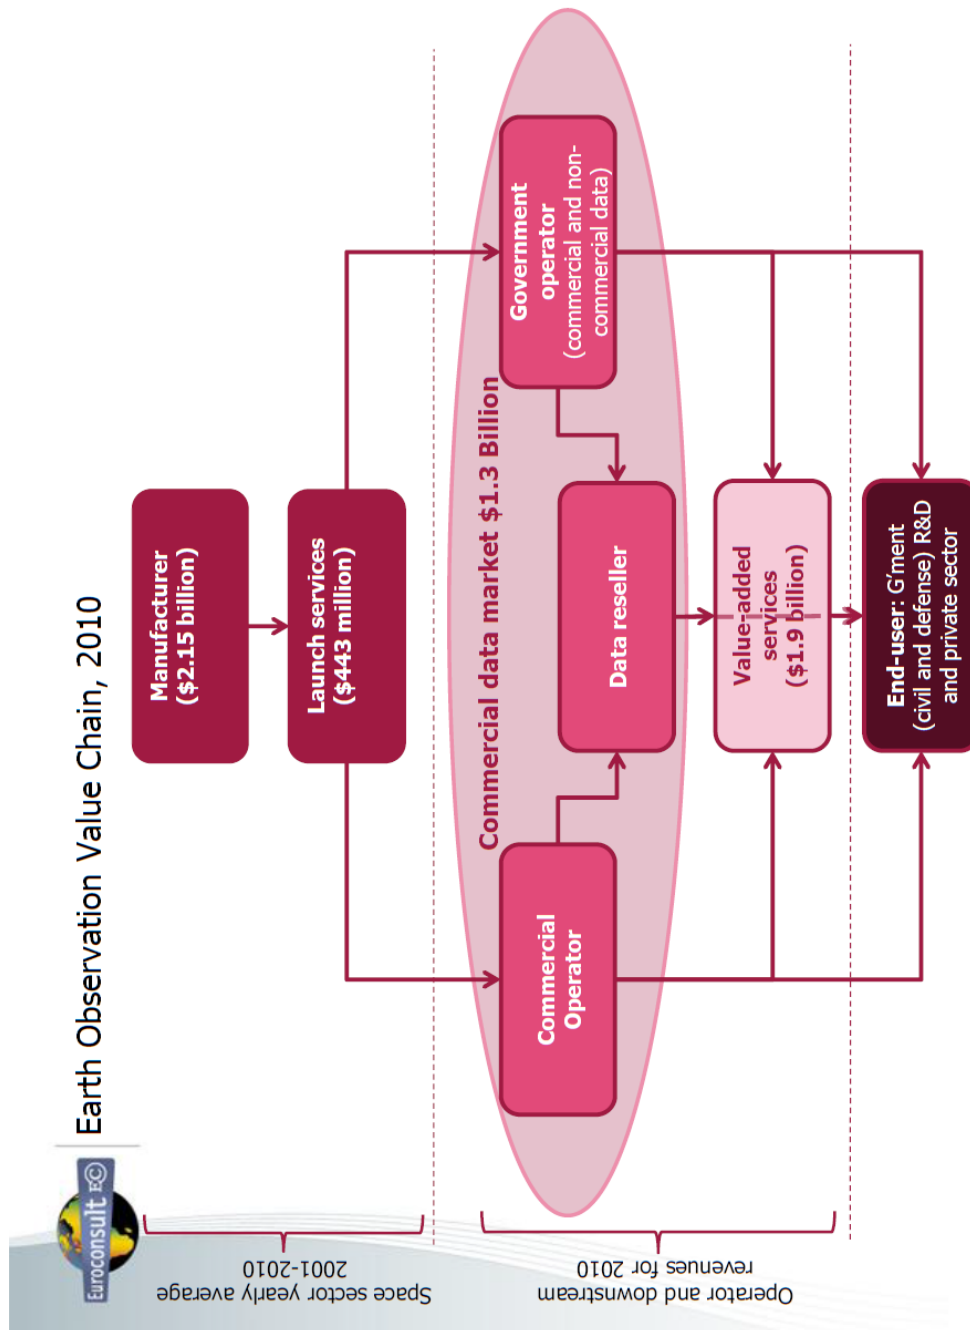 Euroconsult EC
Earth Observation Value Chain, 2010
Space sector yearly average
2001-2010
Manufacturer
($2.15 billion)
Launch services
($443 million)
Operator and downstream
revenues for 2010
Commercial data market $1.3 Billion
Commercial
Operator
Data reseller
Government
operator
(commercial and non-
commercial data)
Value-added
services
($1.9 billion)
End-user: G'ment
(civil and defense) R&D
and private sector